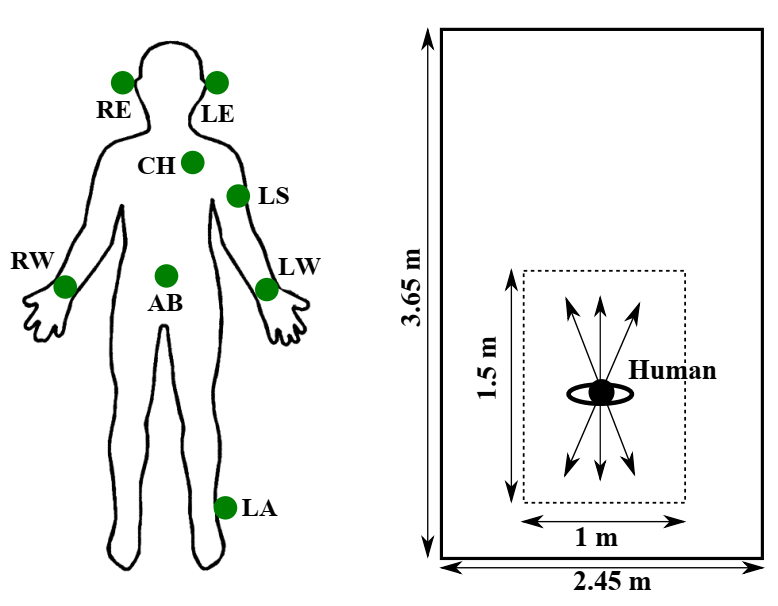 RE
LE
CH
LS
RW
LW
AB
LA
3.65 m
1.5 m
Human
1 m
2.45 m